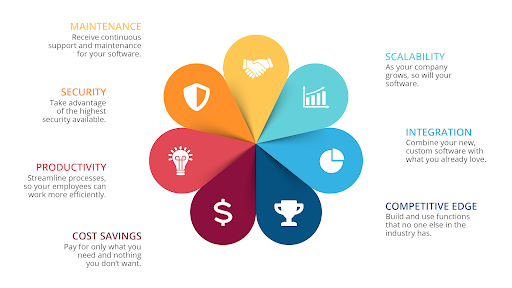 MAINTENANCE
Receive continuous
support and maintenance
for your software.
SECURITY
Take advantage
of the highest
security available.
PRODUCTIVITY
Streamline processes,
so your employees can
work more efficiently.
COST SAVINGS
Pay for only what you
need and nothing
you don't want.
SCALABILITY
As your company
grows, so will your
software.
INTEGRATION
Combine your new,
custom software with
what you already love.
COMPETITIVE EDGE
Build and use functions
that no one else in the
industry has.
$